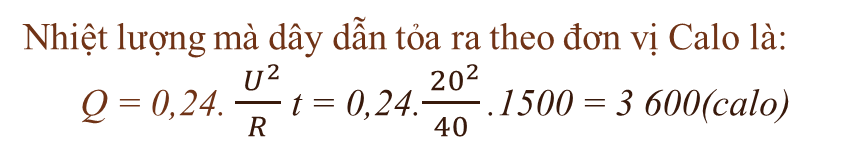 Nhiệt lượng mà dây dẫn tỏa ra theo đơn vị Calo là:
Q = 0,24. U²/R t = 0,24. 20²/40 .1500 = 3 600(calo)